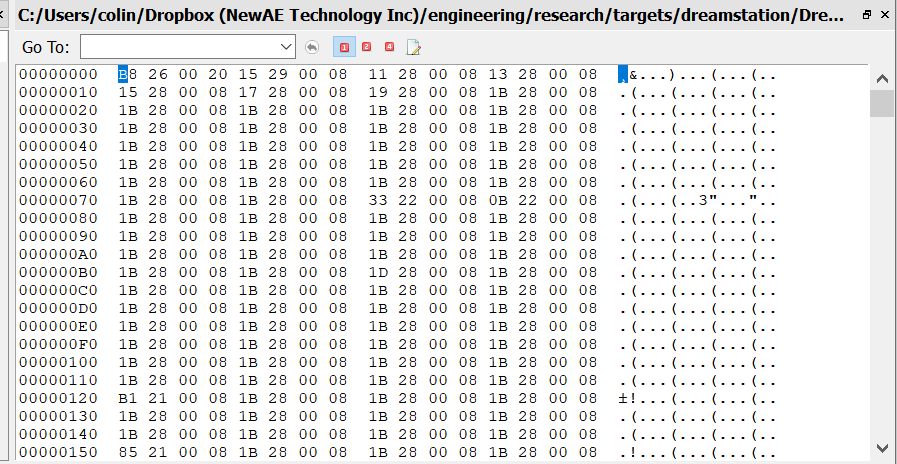 C:/Users/colin/Dropbox (NewAE Technology Inc)/engineering/research/targets/dreamstation/Dre...
Go To:
00000000 B8 26 00 20 15 29 00 08 11 28 00 08 13 28 00 08 ¸&...)...(...(..
00000010 15 28 00 08 17 28 00 08 19 28 00 08 1B 28 00 08 .(...(...(...(..
00000020 1B 28 00 08 1B 28 00 08 1B 28 00 08 1B 28 00 08 .(...(...(...(..
00000030 1B 28 00 08 1B 28 00 08 1B 28 00 08 1B 28 00 08 .(...(...(...(..
00000040 1B 28 00 08 1B 28 00 08 1B 28 00 08 1B 28 00 08 .(...(...(...(..
00000050 1B 28 00 08 1B 28 00 08 1B 28 00 08 1B 28 00 08 .(...(...(...(..
00000060 1B 28 00 08 1B 28 00 08 1B 28 00 08 1B 28 00 08 .(...(...(...(..
00000070 1B 28 00 08 1B 28 00 08 33 22 00 08 0B 22 00 08 .(...(..3"..."..
00000080 1B 28 00 08 1B 28 00 08 1B 28 00 08 1B 28 00 08 .(...(...(...(..
00000090 1B 28 00 08 1B 28 00 08 1B 28 00 08 1B 28 00 08 .(...(...(...(..
000000A0 1B 28 00 08 1B 28 00 08 1B 28 00 08 1B 28 00 08 .(...(...(...(..
000000B0 1B 28 00 08 1B 28 00 08 1D 28 00 08 1B 28 00 08 .(...(...(...(..
000000C0 1B 28 00 08 1B 28 00 08 1B 28 00 08 1B 28 00 08 .(...(...(...(..
000000D0 1B 28 00 08 1B 28 00 08 1B 28 00 08 1B 28 00 08 .(...(...(...(..
000000E0 1B 28 00 08 1B 28 00 08 1B 28 00 08 1B 28 00 08 .(...(...(...(..
000000F0 1B 28 00 08 1B 28 00 08 1B 28 00 08 1B 28 00 08 .(...(...(...(..
00000100 1B 28 00 08 1B 28 00 08 1B 28 00 08 1B 28 00 08 .(...(...(...(..
00000110 1B 28 00 08 1B 28 00 08 1B 28 00 08 1B 28 00 08 .(...(...(...(..
00000120 B1 21 00 08 1B 28 00 08 1B 28 00 08 1B 28 00 08 ±!...(...(...(..
00000130 1B 28 00 08 1B 28 00 08 1B 28 00 08 1B 28 00 08 .(...(...(...(..
00000140 1B 28 00 08 1B 28 00 08 1B 28 00 08 1B 28 00 08 .(...(...(...(..
00000150 85 21 00 08 1B 28 00 08 1B 28 00 08 1B 28 00 08 .!...(...(...(..